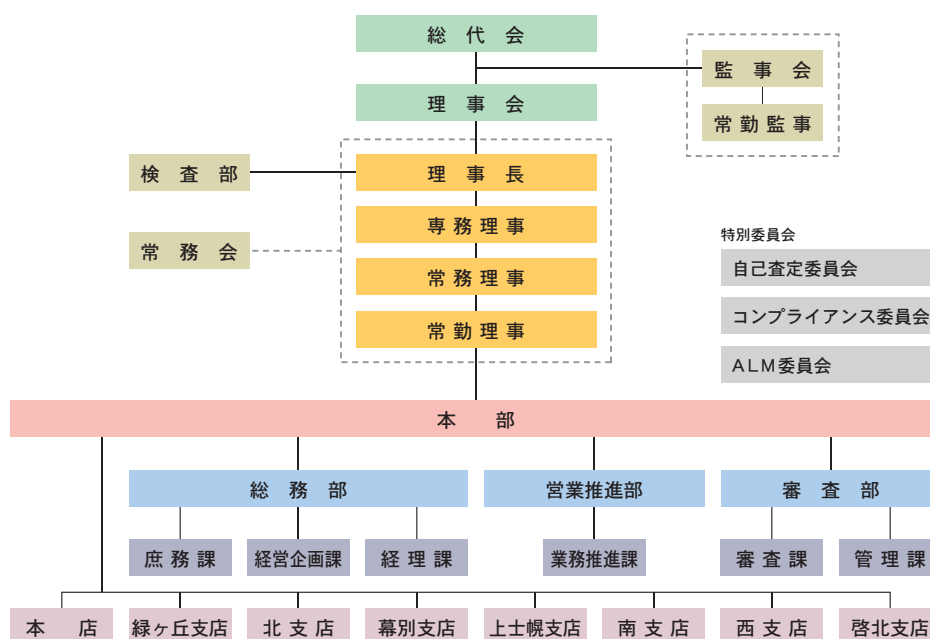 総代会
監事会
理事会
常勤監事
検査部
理事長
専務理事
常務会
常務理事
常勤理事
特別委員会
自己査定委員会
コンプライアンス委員会
ALM委員会
本部
総務部
営業推進部
審査部
庶務課
経営企画課
経理課
業務推進課
審査課
管理課
本店
緑ヶ丘支店
北支店
幕別支店
上士幌支店
南支店
西支店
啓北支店